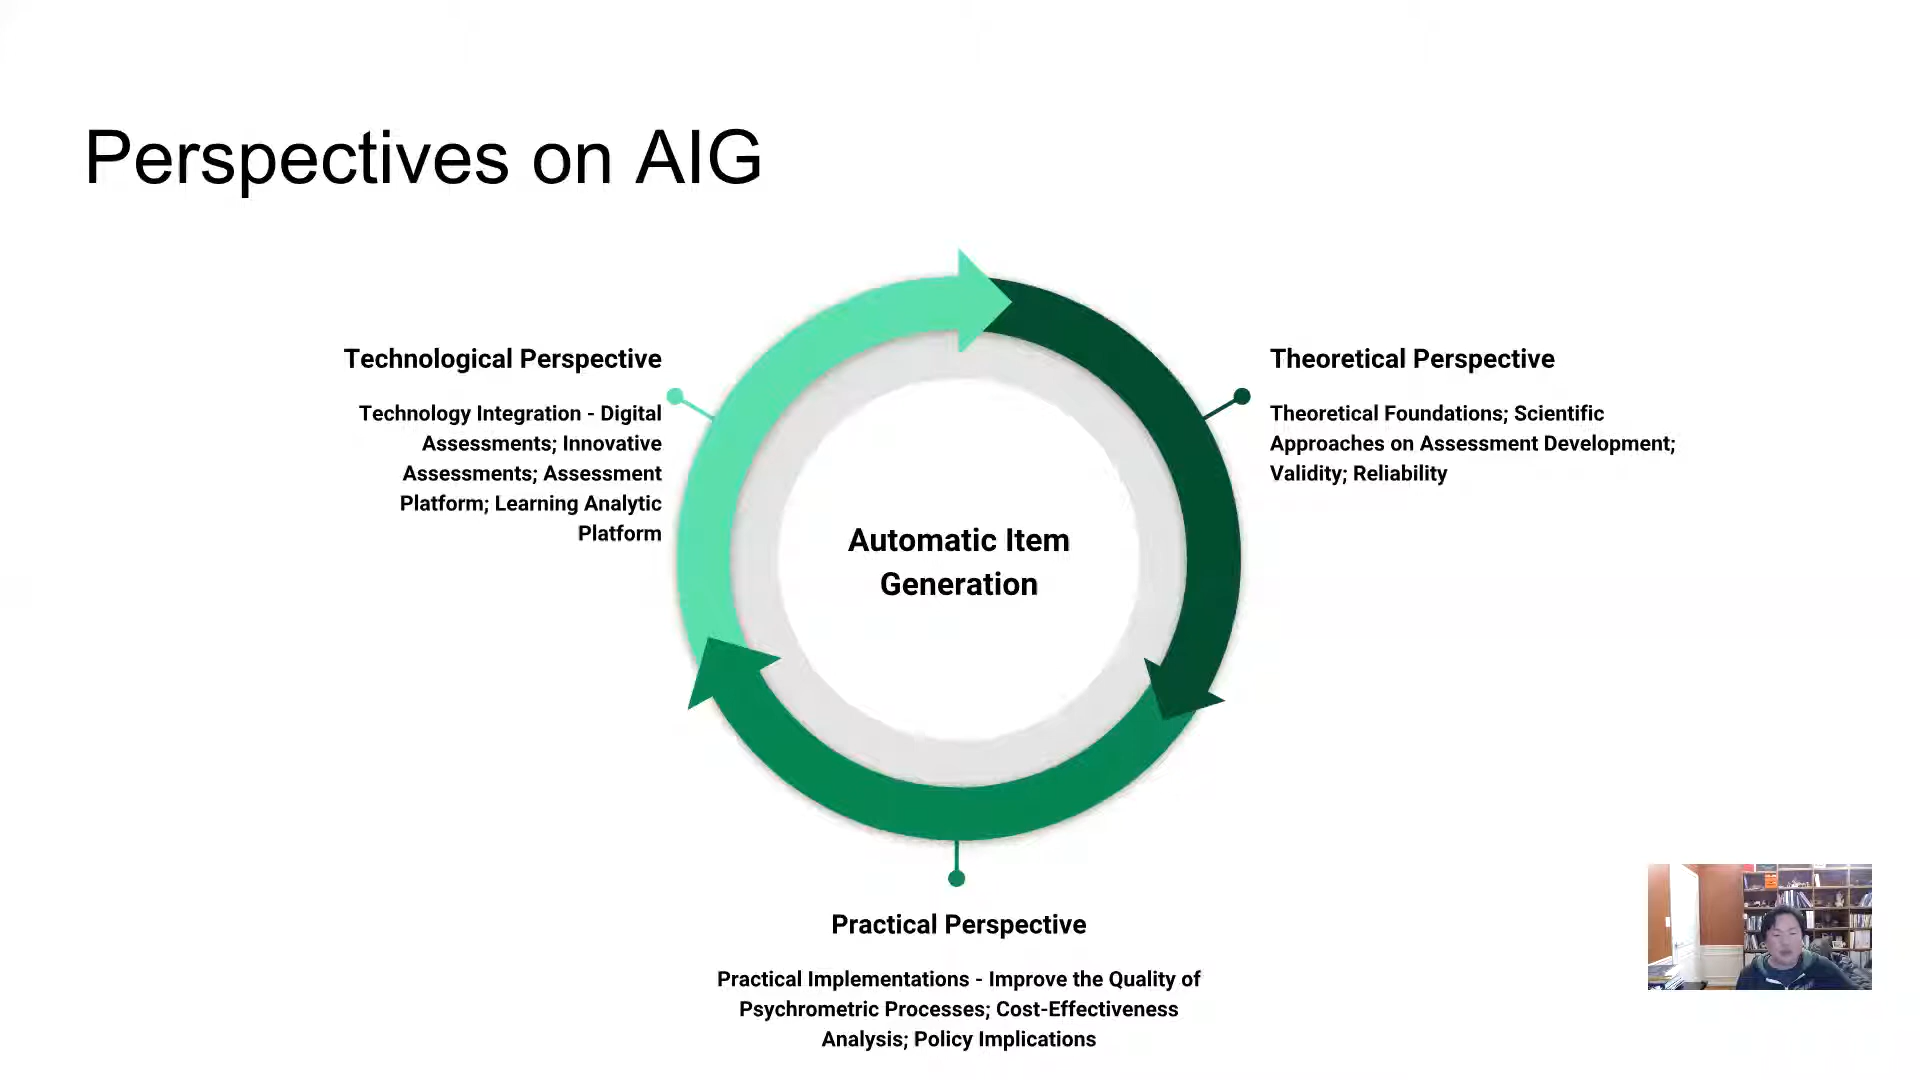 Perspectives on AIG
Technological Perspective
Technology Integration - Digital
Assessments; Innovative
Assessments; Assessment
Platform; Learning Analytic
Platform
Theoretical Perspective
Theoretical Foundations; Scientific
Approaches on Assessment Development;
Validity; Reliability
Automatic Item
Generation
Practical Perspective
Practical Implementations - Improve the Quality of
Psychrometric Processes; Cost-Effectiveness
Analysis; Policy Implications